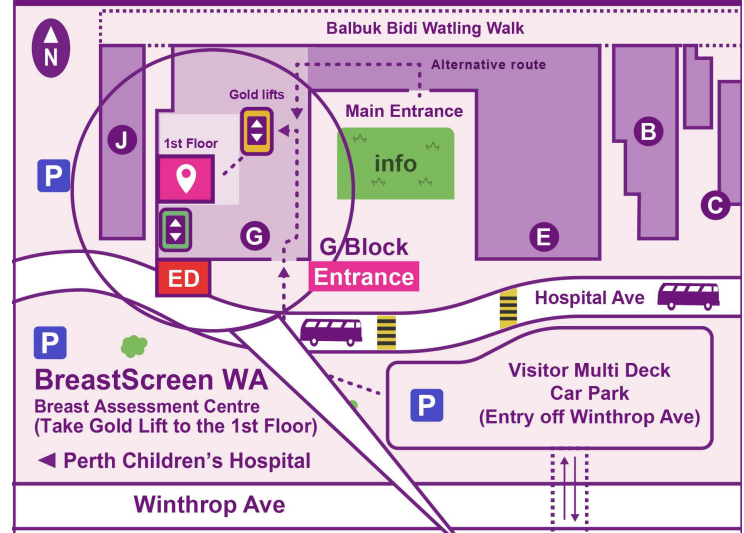 Balbuk Bidi Watling Walk
N
Alternative route
Gold lifts
Main Entrance
J
1st Floor
info
B
P
C
G
E
G Block
Entrance
ED
Hospital Ave
P
BreastScreen WA
Breast Assessment Centre
(Take Gold Lift to the 1st Floor)
Perth Children's Hospital
Visitor Multi Deck
Car Park
(Entry off Winthrop Ave)
P
Winthrop Ave